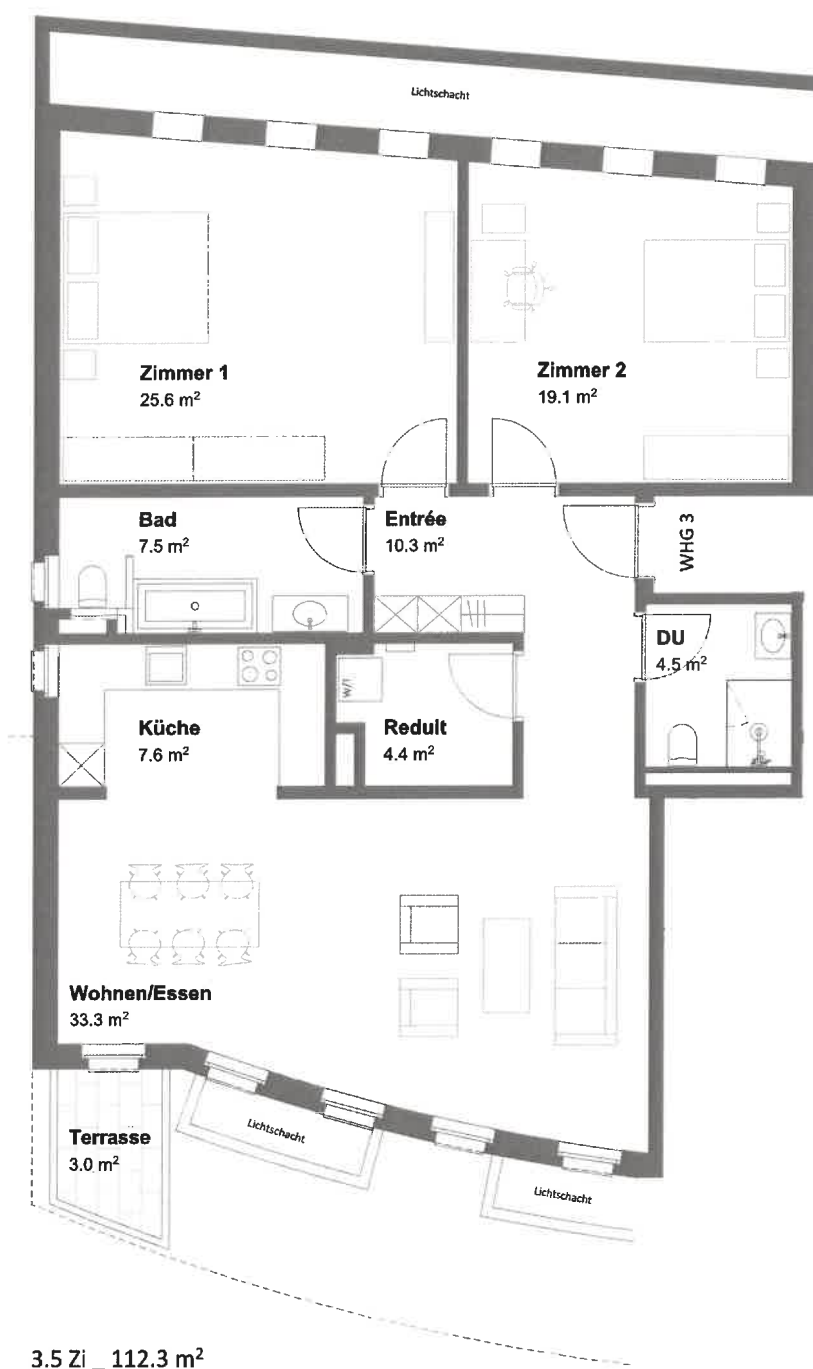 Lichtschacht
Zimmer 1
25.6 m²
Zimmer 2
19.1 m²
Bad
7.5 m²
Entrée
10.3 m²
WHG 3
DU
4.5 m²
Küche
7.6 m²
W/T
Reduit
4.4 m²
Wohnen/Essen
33.3 m²
Terrasse
3.0 m²
Lichtschacht
Lichtschacht
3.5 Zi _ 112.3 m²